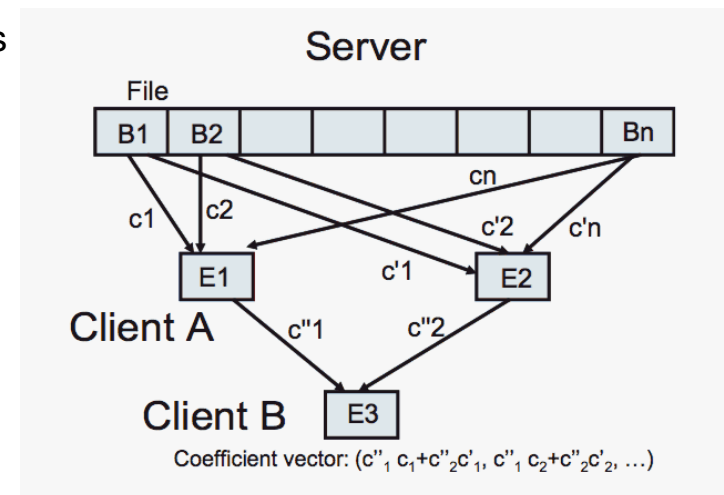 s
Server
File
B1 B2 Bn
cn
c1 c2 c'2 c'n
E1 c'1 E2
Client A c"1 c"2
Client B E3
Coefficient vector: (c"₁ c₁+c"₂c'₁, c"₁ c₂+c"₂c'₂, ...)